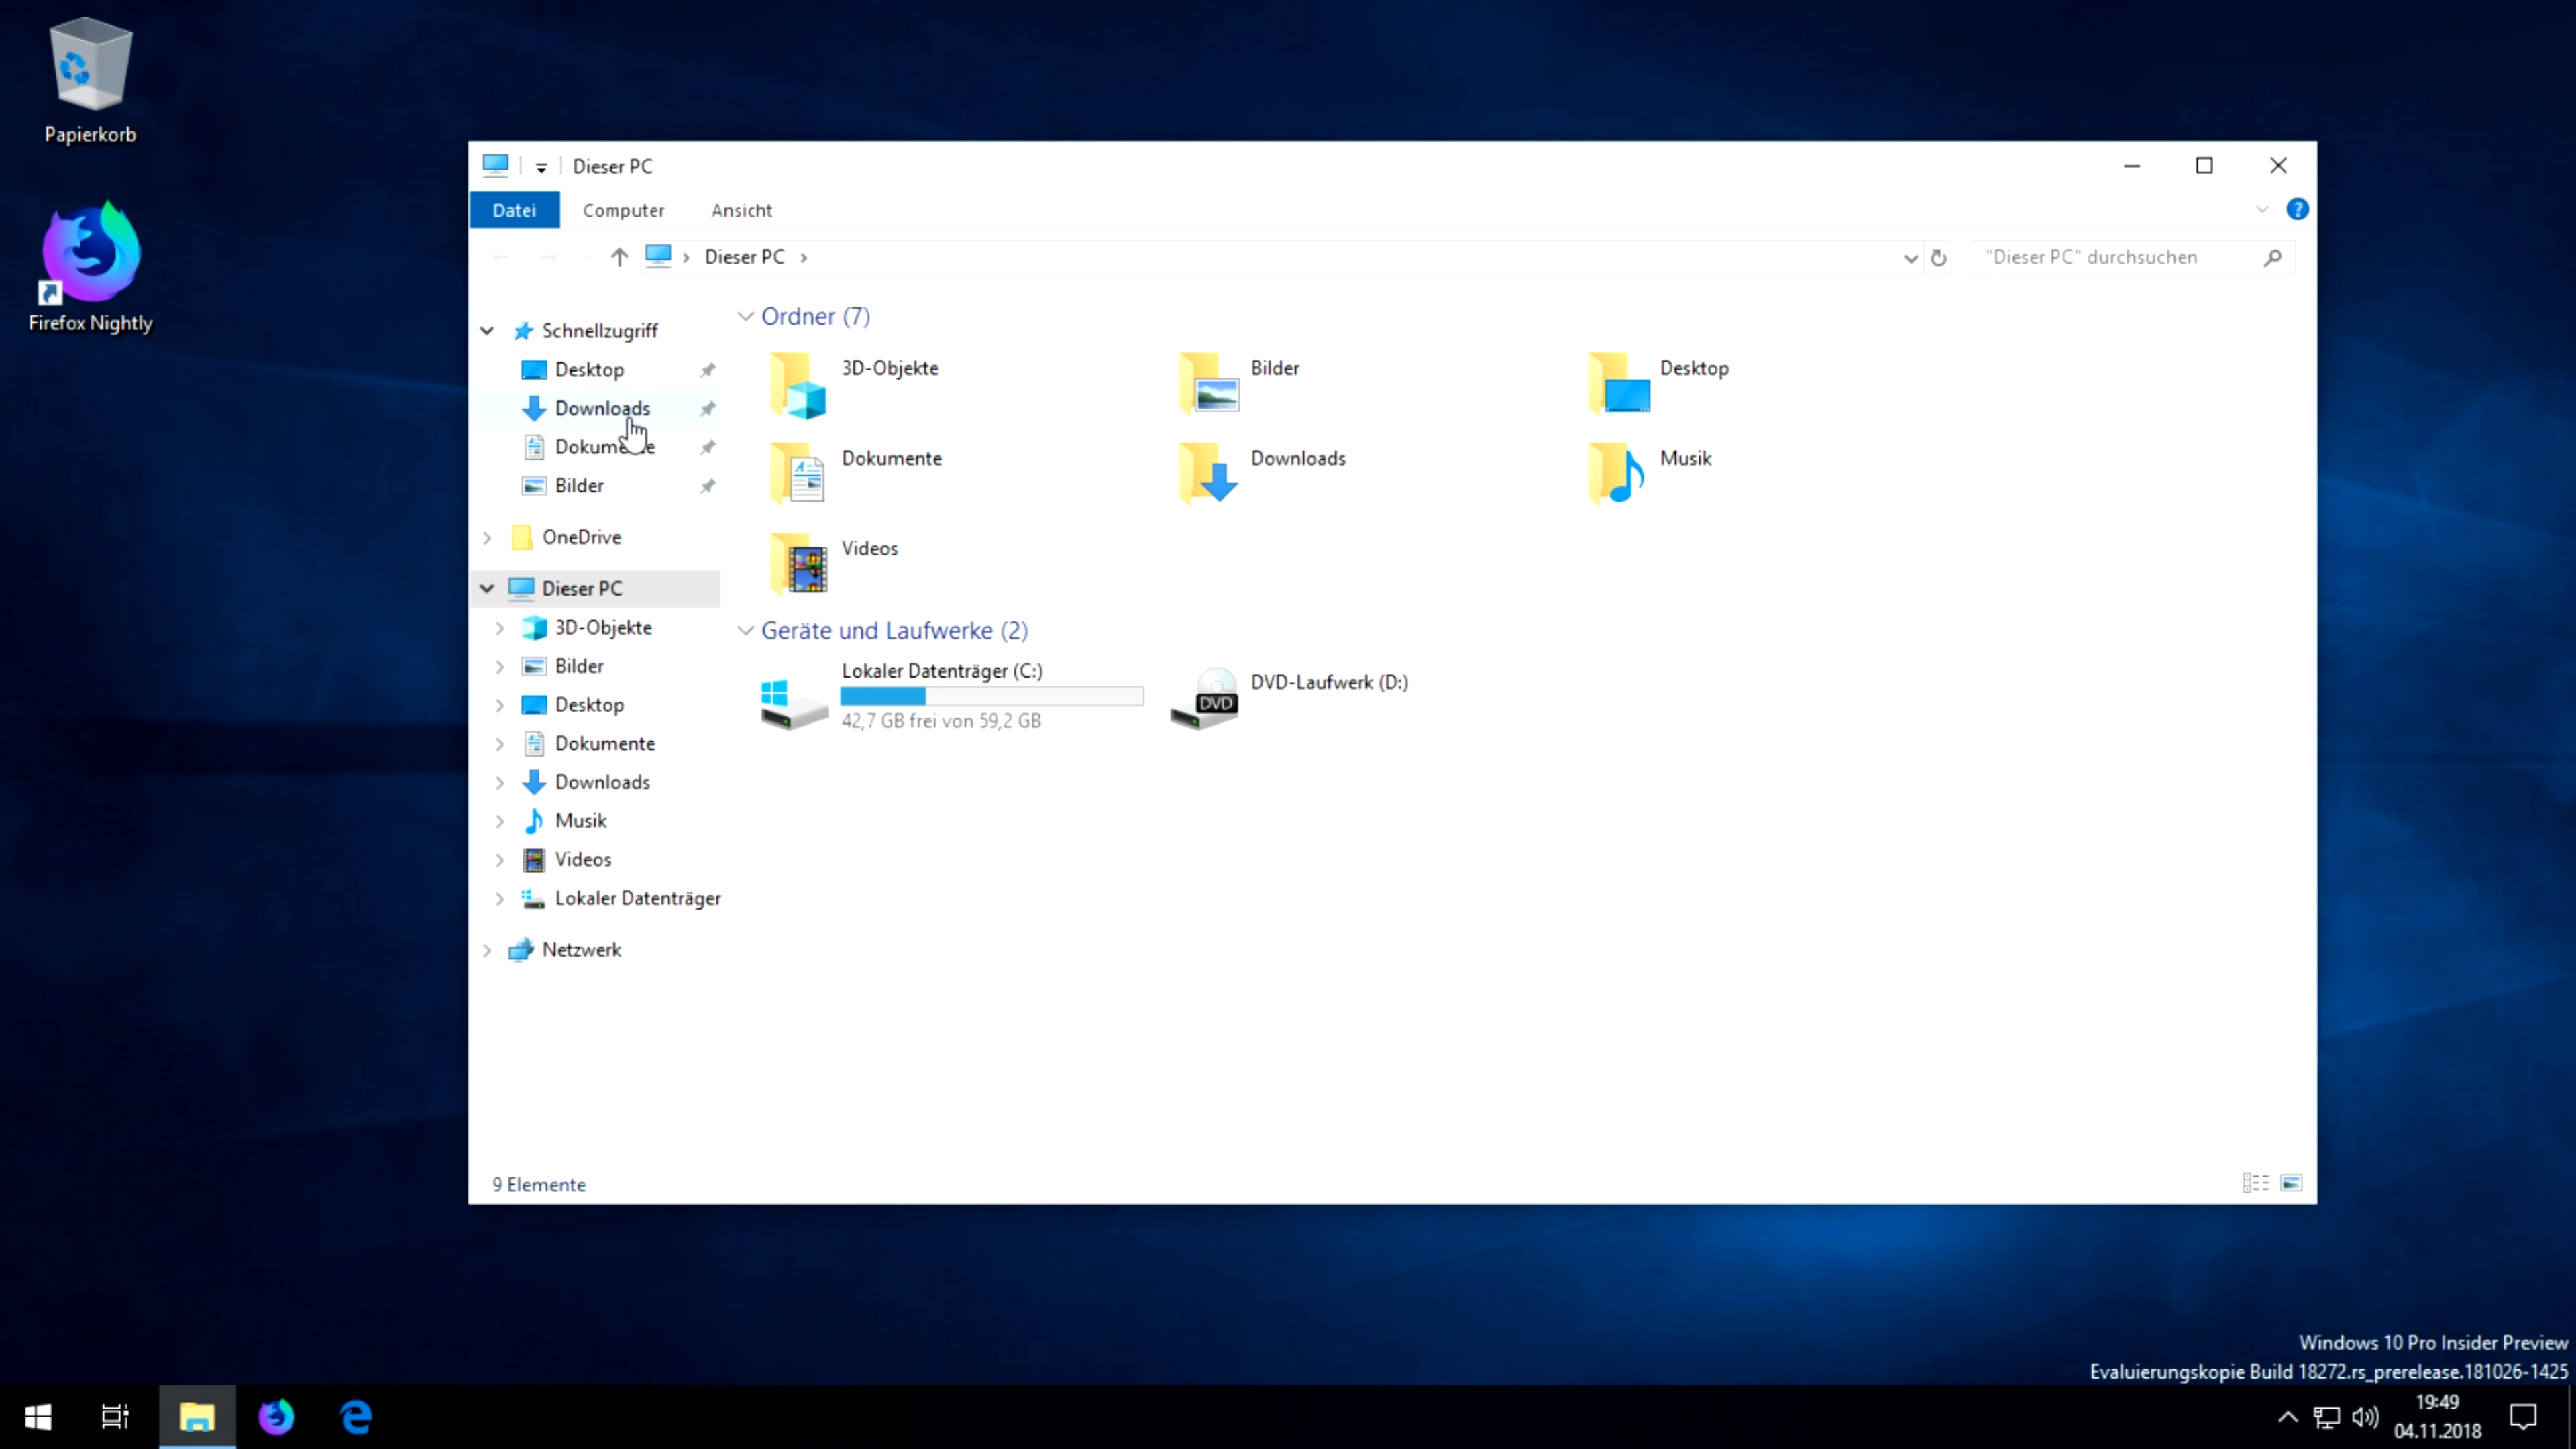 Papierkorb
Firefox Nightly
Dieser PC
Datei Computer Ansicht
?
Dieser PC
"Dieser PC" durchsuchen
Schnellzugriff
Desktop
Downloads
Dokumente
Bilder
OneDrive
Dieser PC
3D-Objekte
Bilder
Desktop
Dokumente
Downloads
Musik
Videos
Lokaler Datenträger
Netzwerk
Ordner (7)
3D-Objekte
Bilder
Desktop
Dokumente
Downloads
Musik
Videos
Geräte und Laufwerke (2)
Lokaler Datenträger (C:)
42,7 GB frei von 59,2 GB
DVD
DVD-Laufwerk (D:)
9 Elemente
Windows 10 Pro Insider Preview
Evaluierungskopie Build 18272.rs_prerelease.181026-1425
19:49
04.11.2018